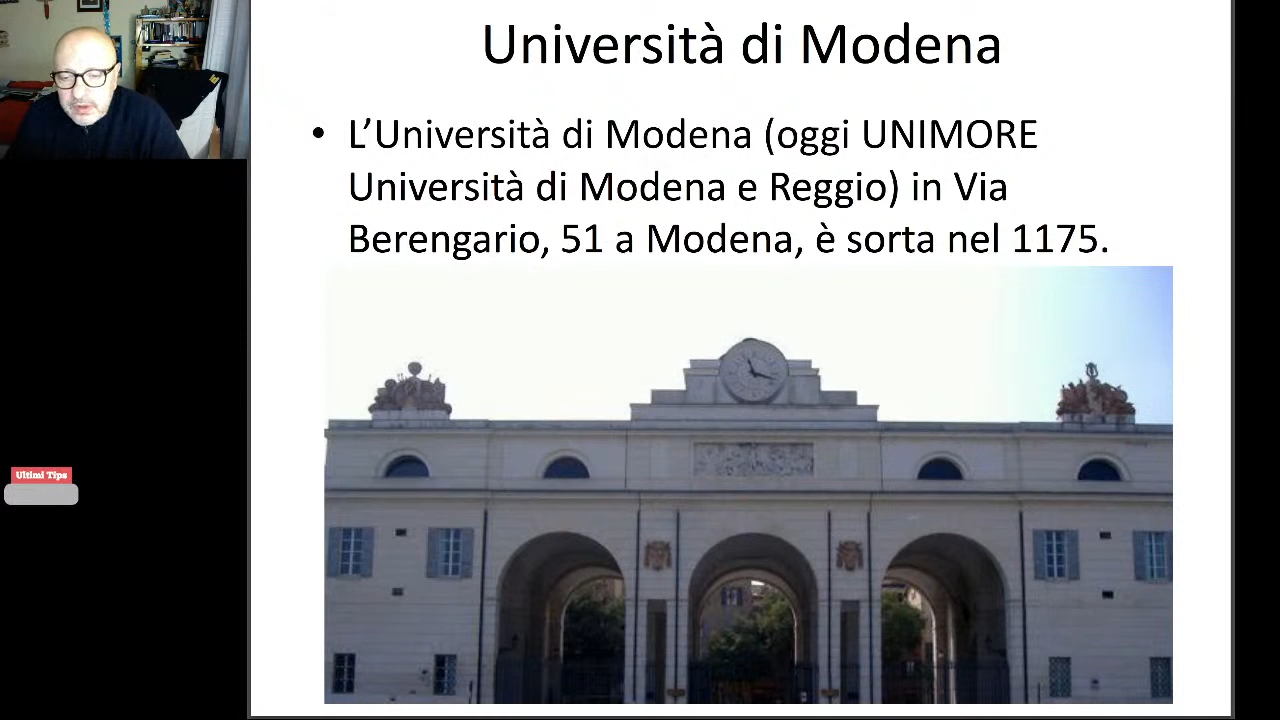 Università di Modena
• L’Università di Modena (oggi UNIMORE
Università di Modena e Reggio) in Via
Berengario, 51 a Modena, è sorta nel 1175.
Ultimi Tips